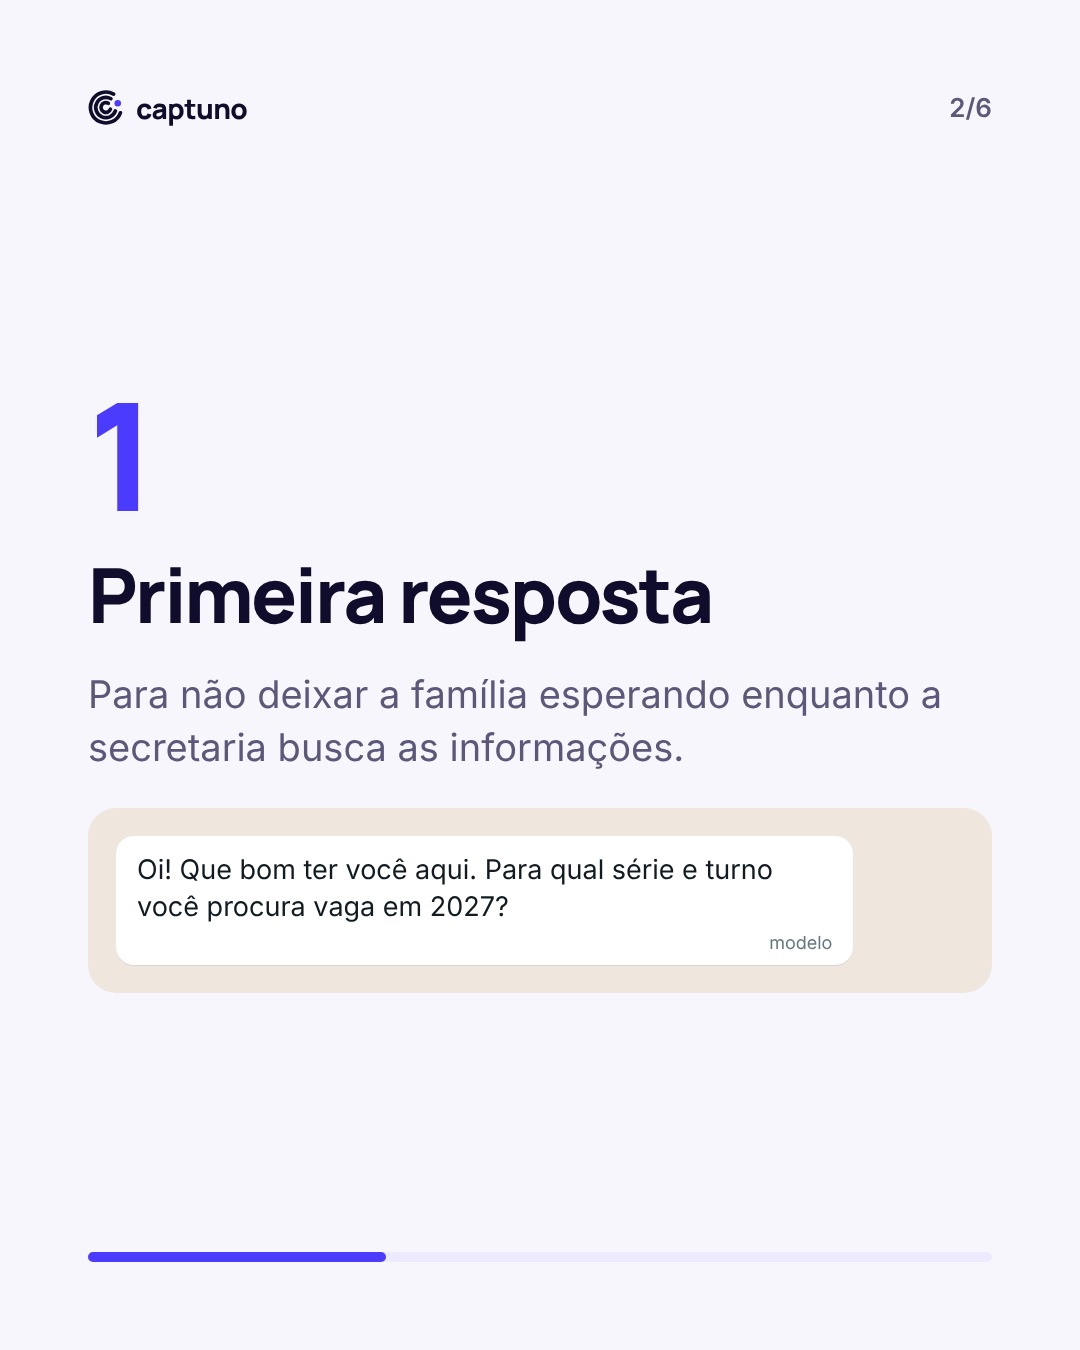 captuno
2/6
1
Primeira resposta
Para não deixar a família esperando enquanto a
secretaria busca as informações.
Oi! Que bom ter você aqui. Para qual série e turno
você procura vaga em 2027?
modelo